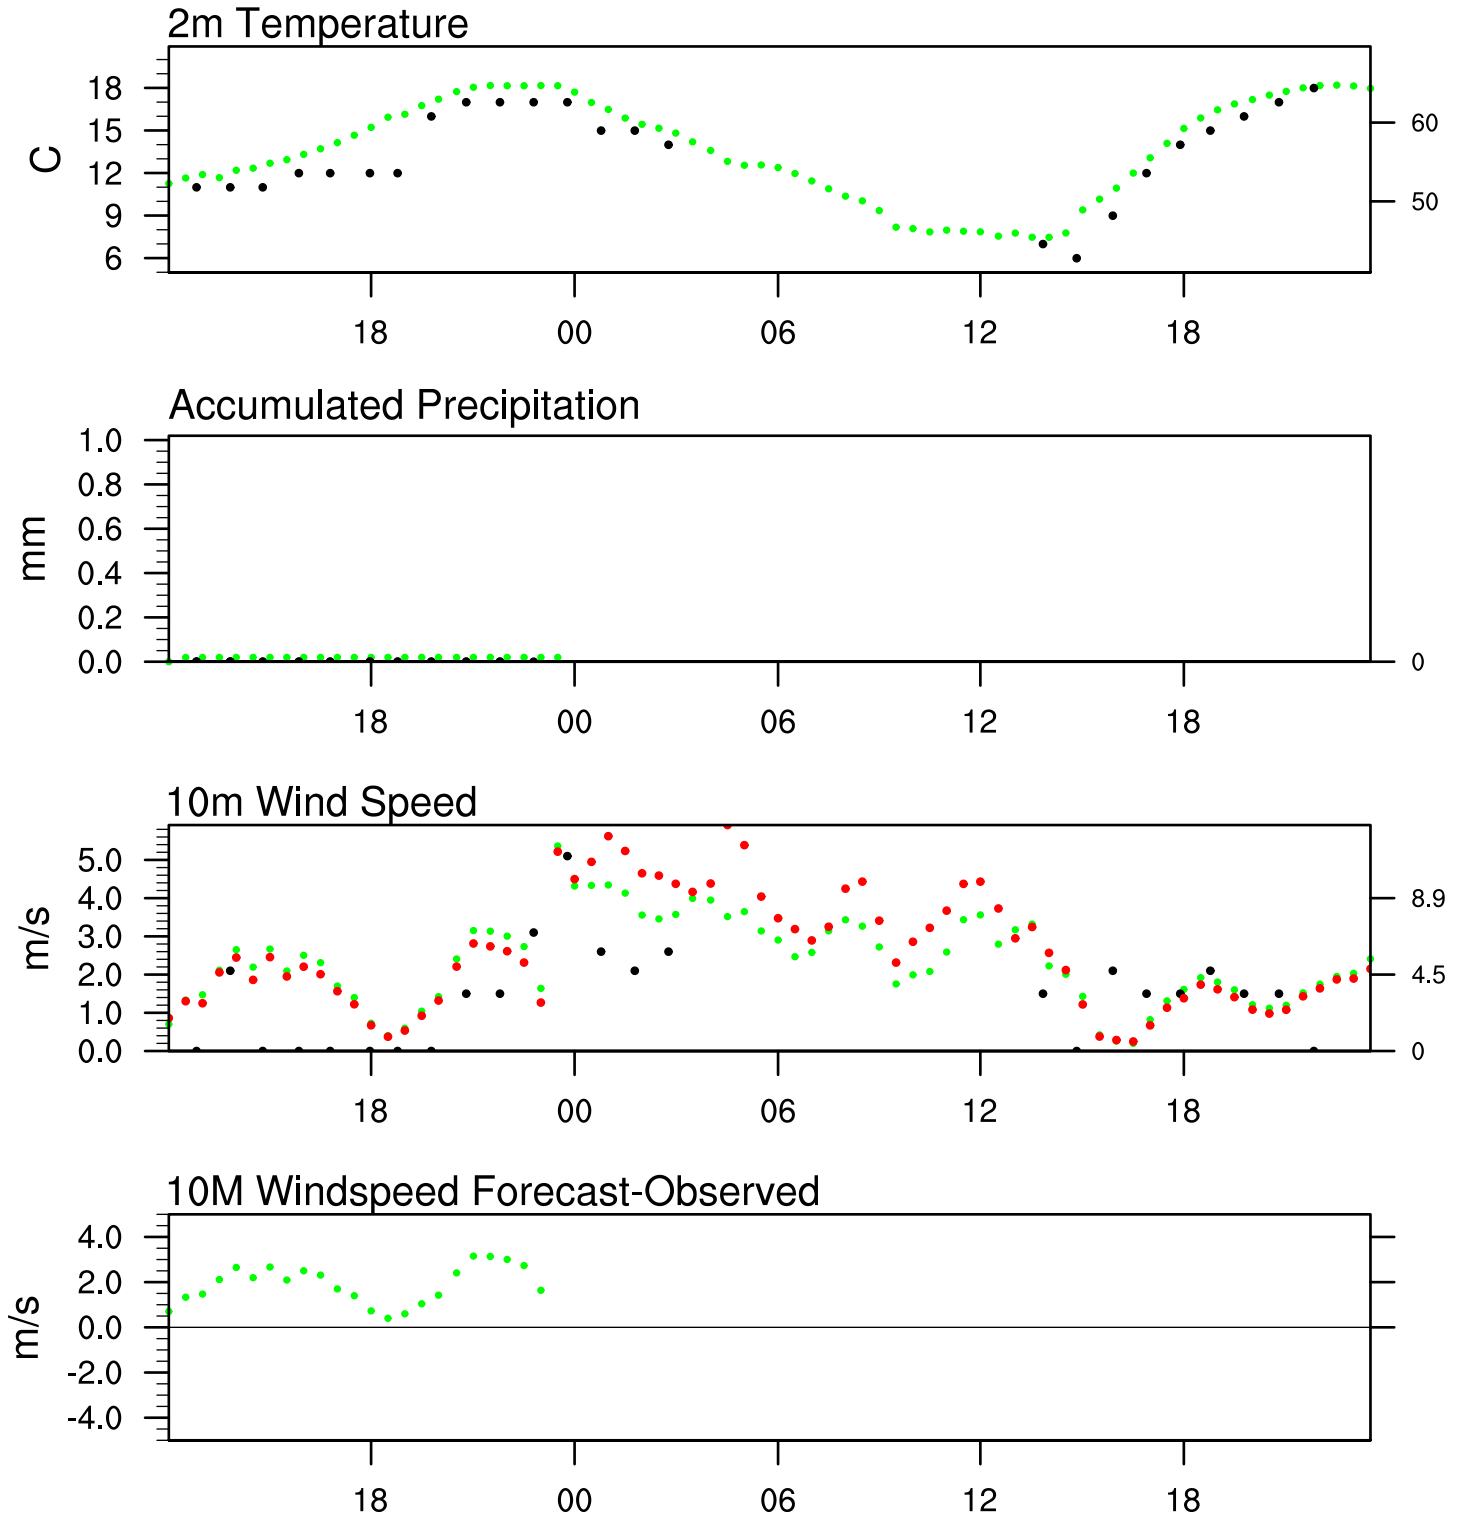 2m Temperature
18
15
12
9
6
C
60
50
18 00 06 12 18
Accumulated Precipitation
1.0
0.8
0.6
0.4
0.2
0.0
mm
0
18 00 06 12 18
10m Wind Speed
5.0
4.0
3.0
2.0
1.0
0.0
m/s
8.9
4.5
0
18 00 06 12 18
10M Windspeed Forecast-Observed
4.0
2.0
0.0
-2.0
-4.0
m/s
18 00 06 12 18